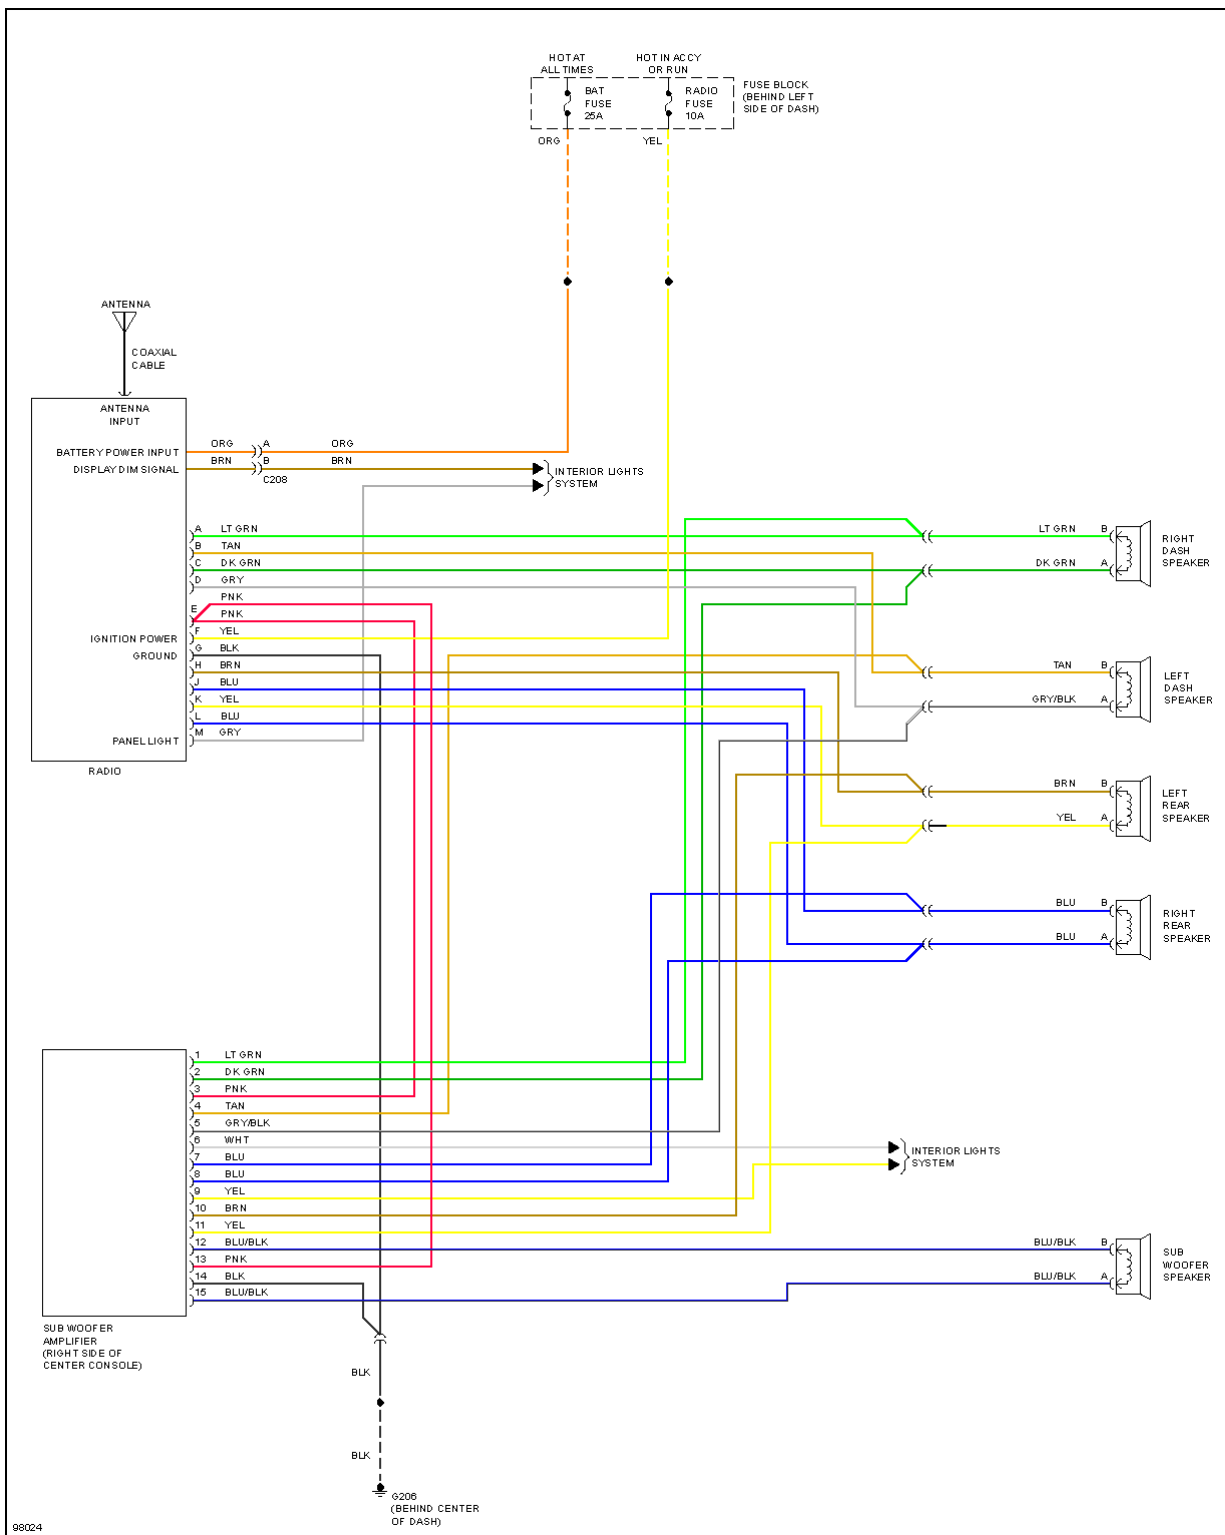 HOT AT
ALL TIMES
HOT IN ACCY
OR RUN
BAT
FUSE
25A
RADIO
FUSE
10A
FUSE BLOCK
(BEHIND LEFT
SIDE OF DASH)
ORG
YEL
ANTENNA
COAXIAL
CABLE
ANTENNA
INPUT
BATTERY POWER INPUT
ORG
A
ORG
DISPLAY DIM SIGNAL
BRN
B
BRN
C208
INTERIOR LIGHTS
SYSTEM
A LT GRN
B TAN
C DK GRN
D GRY
PNK
E
PNK
IGNITION POWER
F YEL
GROUND
G BLK
H BRN
J BLU
K YEL
L BLU
PANEL LIGHT
M GRY
RADIO
LT GRN B
DK GRN A
RIGHT
DASH
SPEAKER
TAN B
GRY/BLK A
LEFT
DASH
SPEAKER
BRN B
YEL A
LEFT
REAR
SPEAKER
BLU B
BLU A
RIGHT
REAR
SPEAKER
1 LT GRN
2 DK GRN
3 PNK
4 TAN
5 GRY/BLK
6 WHT
7 BLU
8 BLU
9 YEL
10 BRN
11 YEL
12 BLU/BLK
13 PNK
14 BLK
15 BLU/BLK
INTERIOR LIGHTS
SYSTEM
BLU/BLK B
BLU/BLK A
SUB
WOOFER
SPEAKER
SUB WOOFER
AMPLIFIER
(RIGHT SIDE OF
CENTER CONSOLE)
BLK
BLK
G206
(BEHIND CENTER
OF DASH)
98024